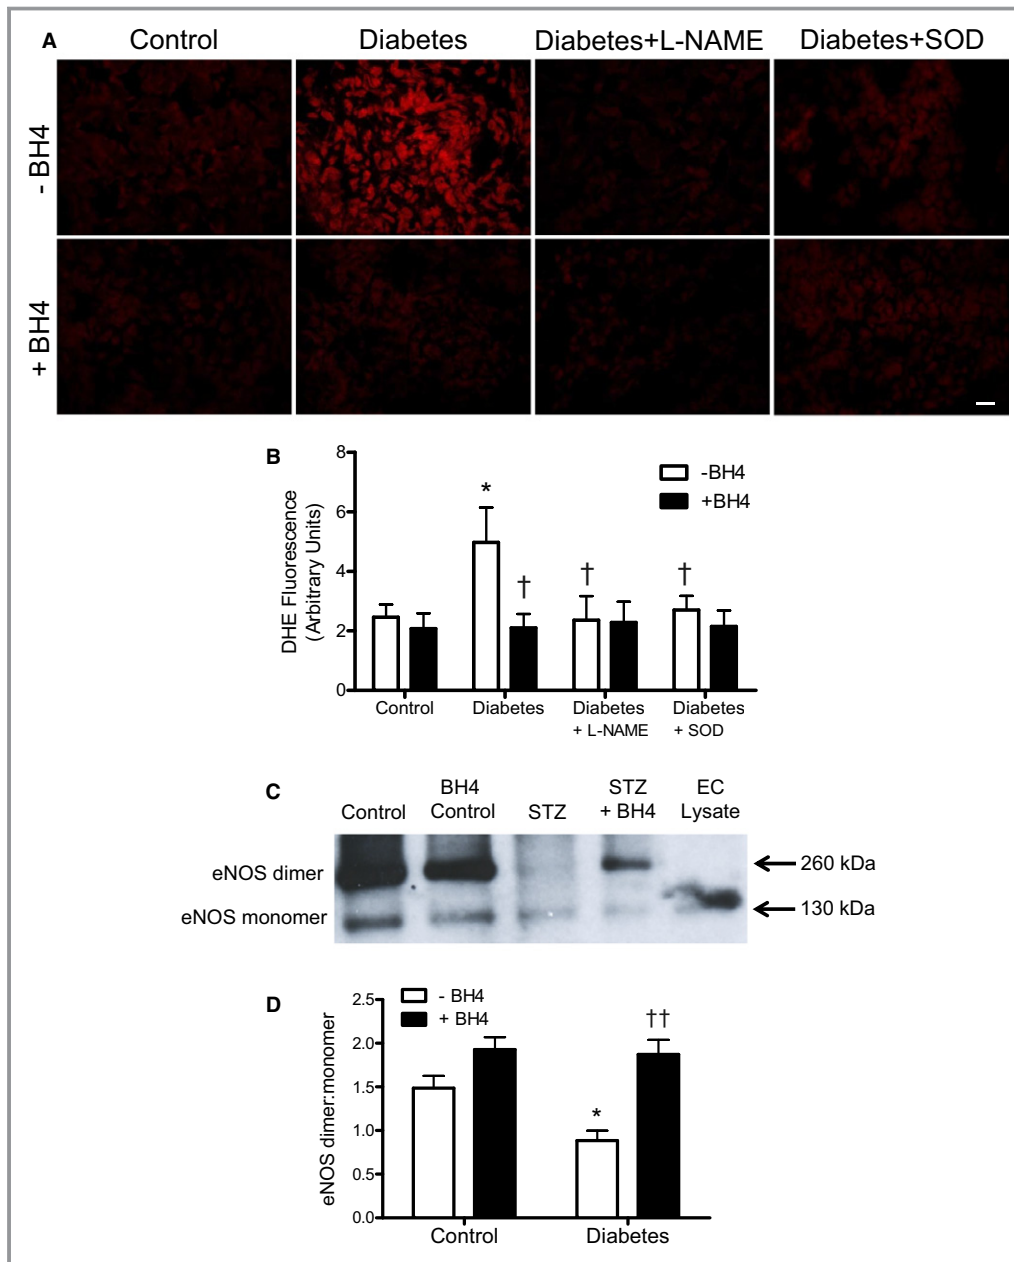 A
Control
Diabetes
Diabetes+L-NAME
Diabetes+SOD
- BH4
+ BH4
B
DHE Fluorescence
(Arbitrary Units)
8
6
4
2
0
-BH4
+BH4
*
†
†
†
Control
Diabetes
Diabetes
+ L-NAME
Diabetes
+ SOD
C
Control
BH4
Control
STZ
STZ
+ BH4
EC
Lysate
eNOS dimer
eNOS monomer
260 kDa
130 kDa
D
eNOS dimer:monomer
2.5
2.0
1.5
1.0
0.5
0.0
- BH4
+ BH4
*
††
Control
Diabetes